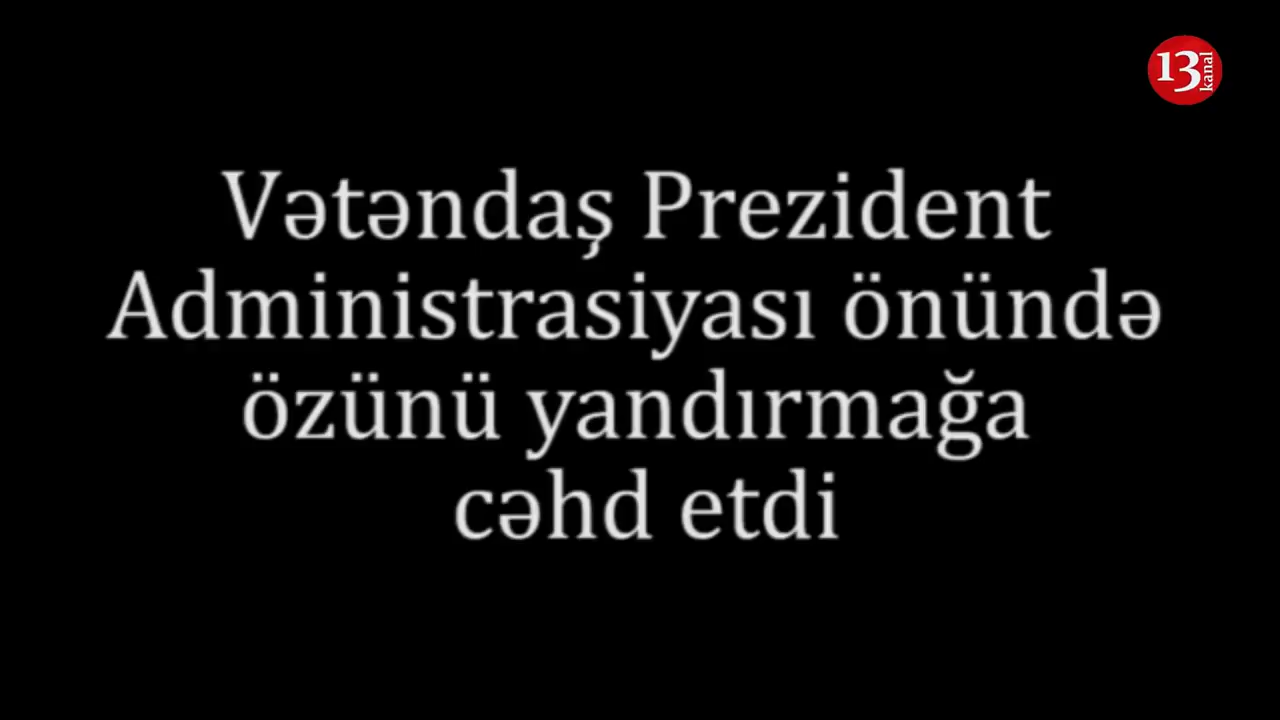 13 kanal
Vətəndaş Prezident
Administrasiyası önündə
özünü yandırmağa
cəhd etdi